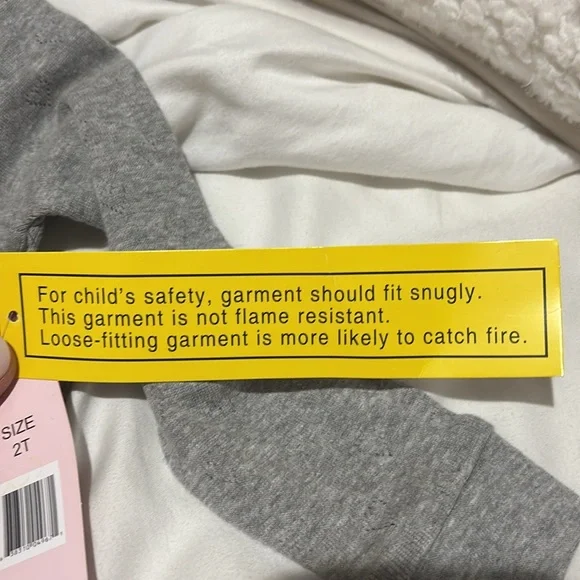 For child's safety, garment should fit snugly.
This garment is not flame resistant.
Loose-fitting garment is more likely to catch fire.
SIZE
2T